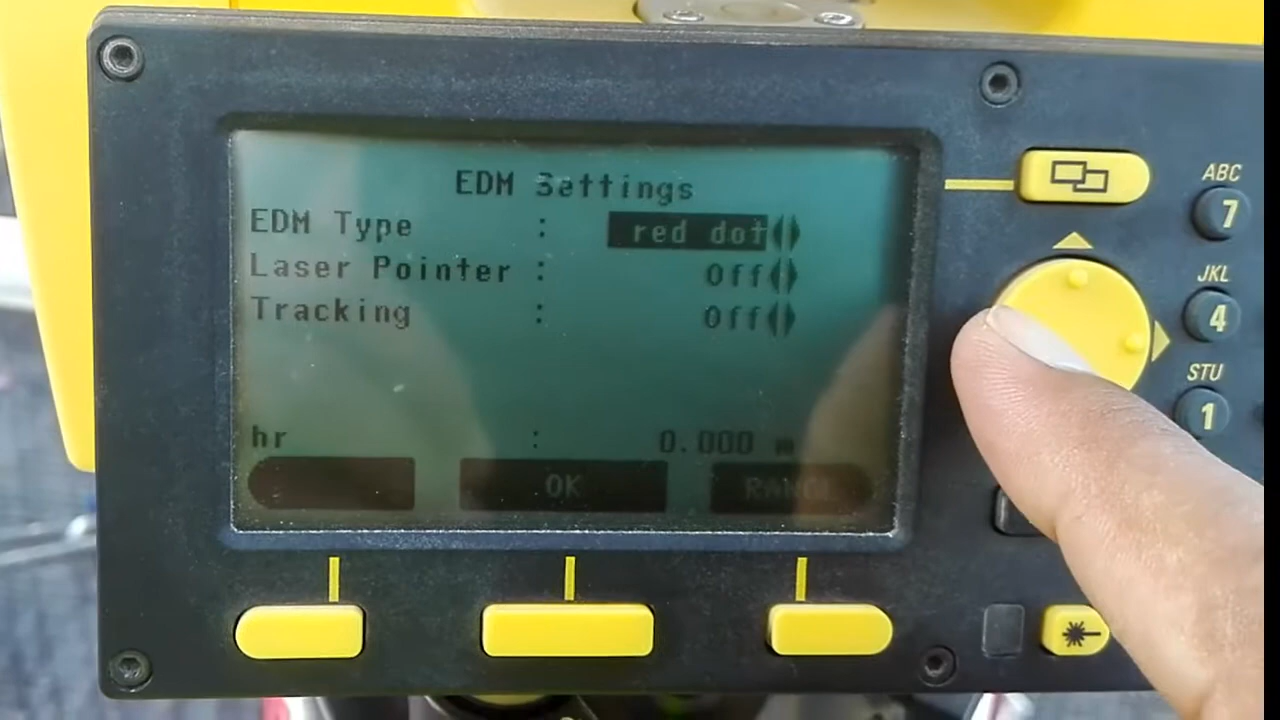 EDM Settings
EDM Type : red dot
Laser Pointer : Off
Tracking : Off
hr : 0.000 m
OK RANGE
ABC
7
JKL
4
STU
1